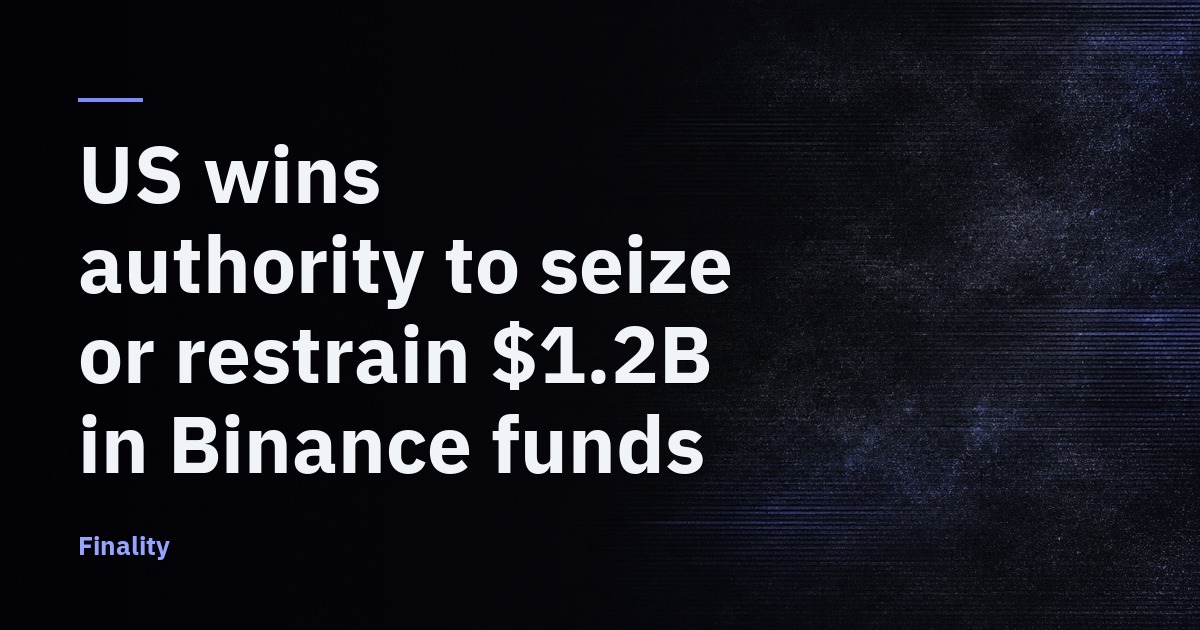 US wins
authority to seize
or restrain $1.2B
in Binance funds
Finality